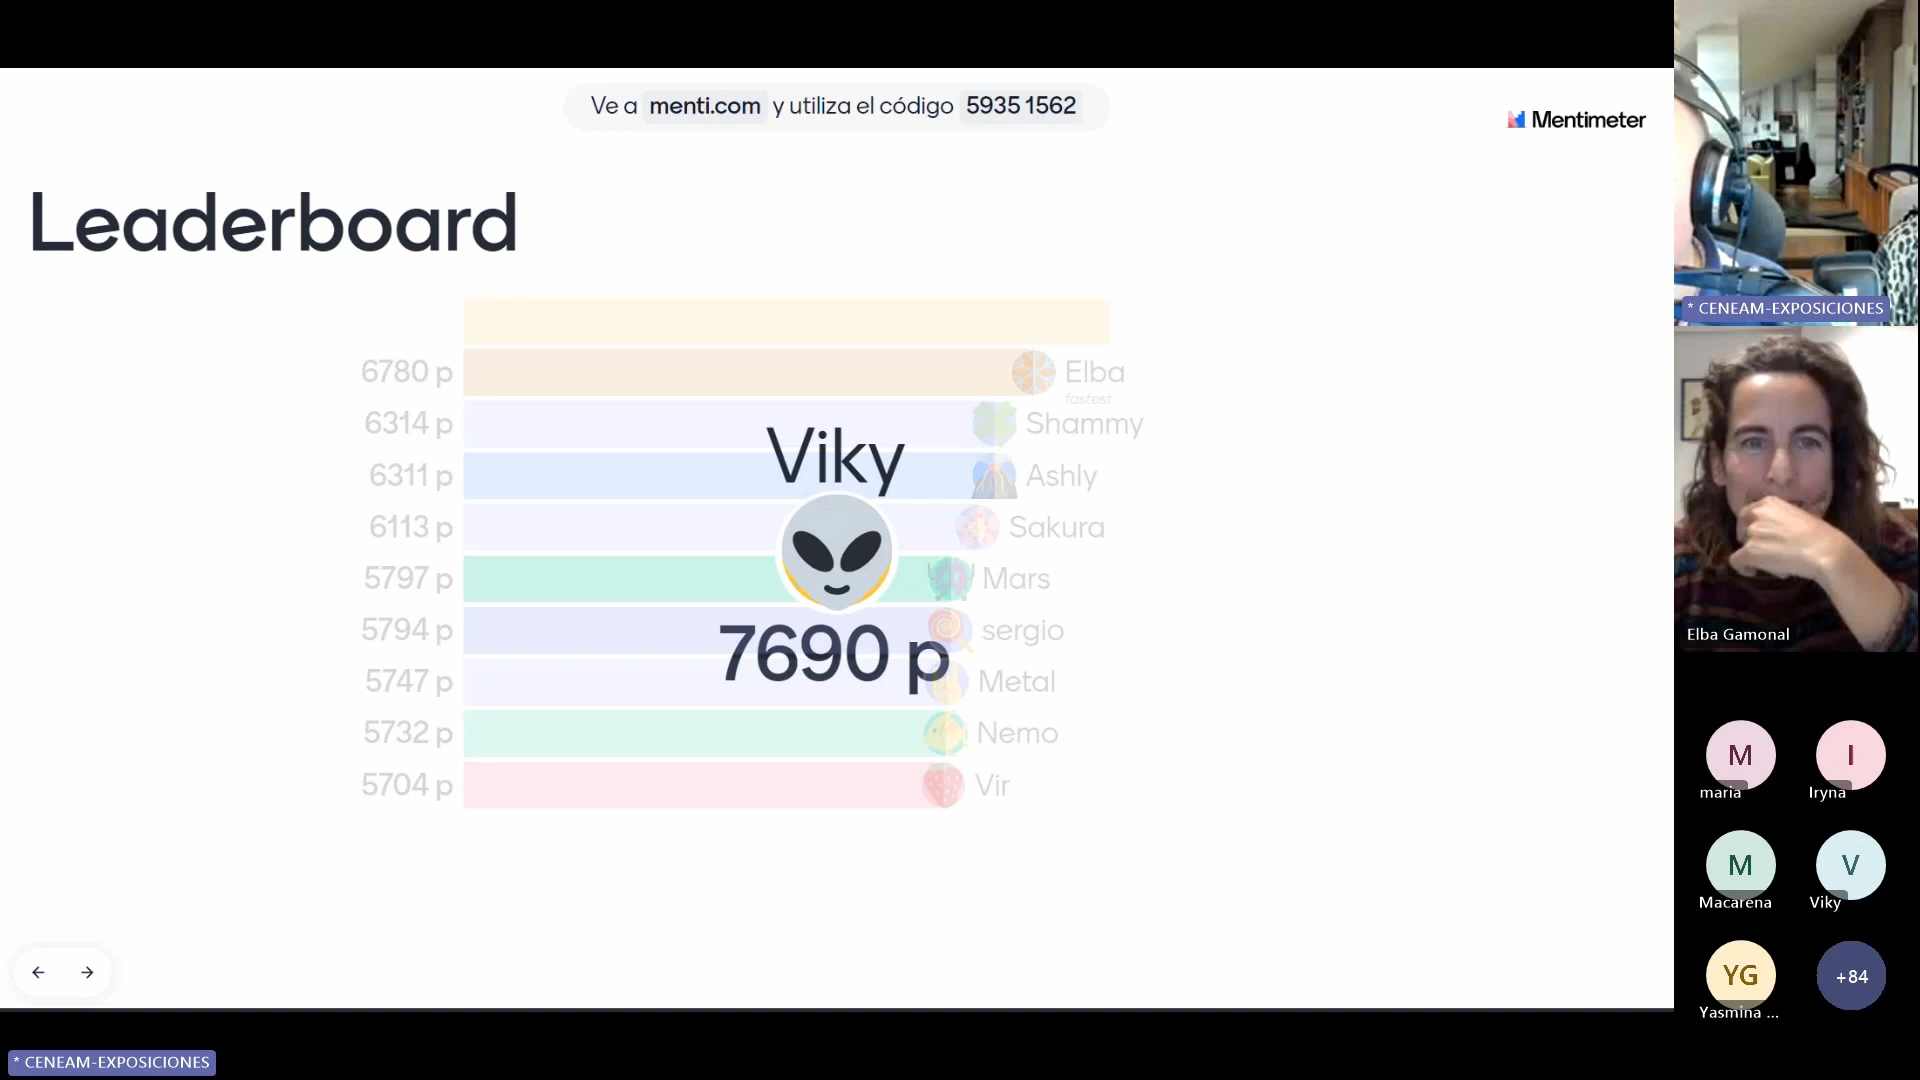 Ve a menti.com y utiliza el código 5935 1562
Mentimeter
Leaderboard
6780 p Elba
fastest
6314 p Shammy
6311 p Ashly
6113 p Sakura
5797 p Mars
5794 p sergio
5747 p Metal
5732 p Nemo
5704 p Vir
Viky
7690 p
* CENEAM-EXPOSICIONES
Elba Gamonal
M
maria
I
Iryna
M
Macarena
V
Viky
YG
Yasmina ...
+84
* CENEAM-EXPOSICIONES